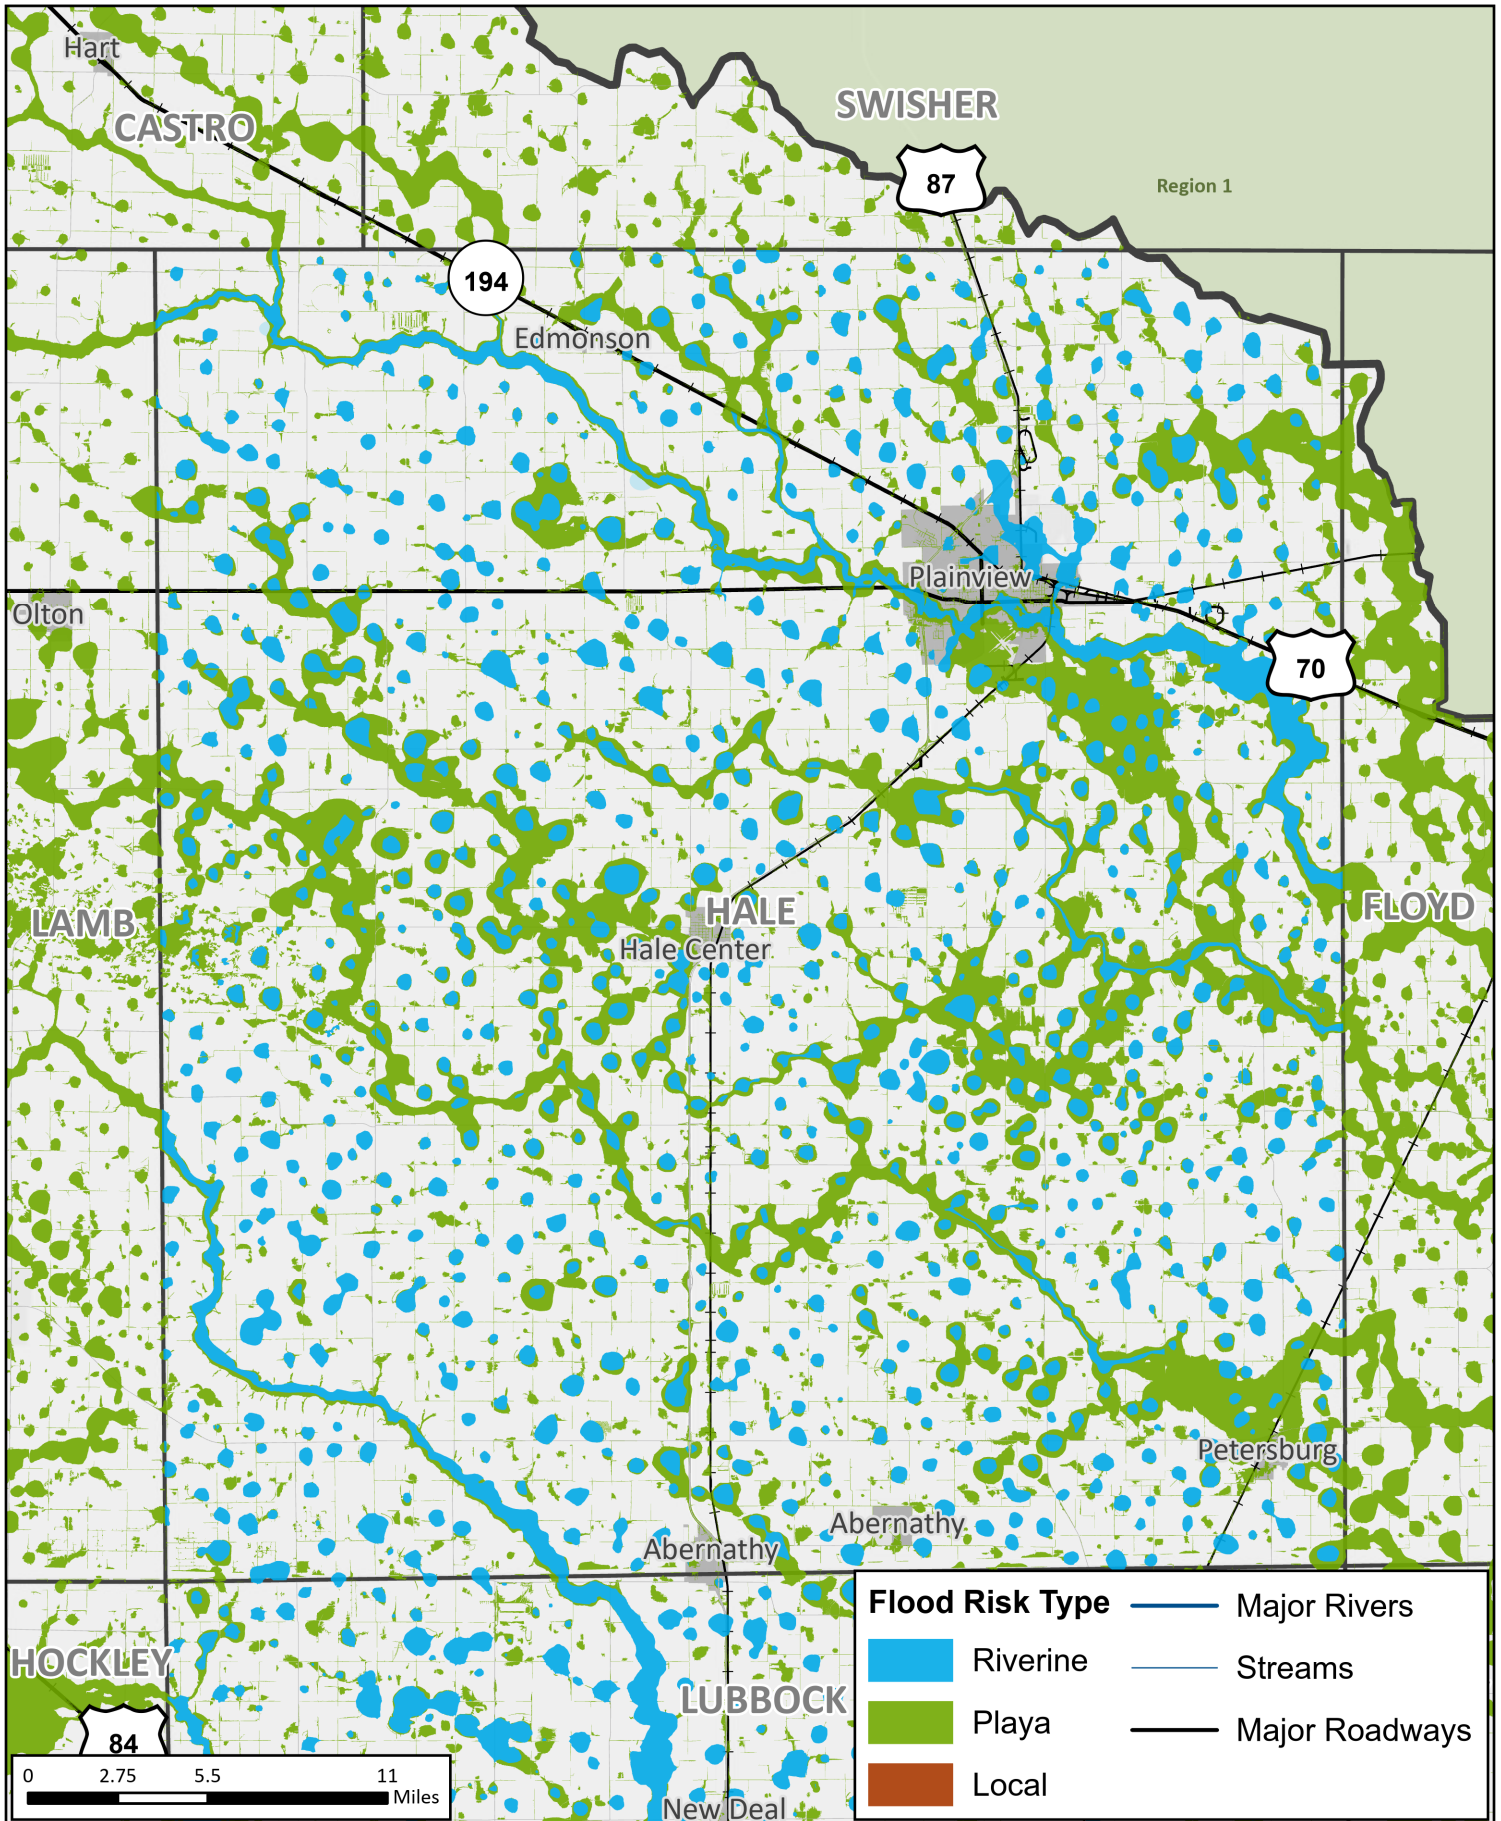 Hart
CASTRO
SWISHER
87
Region 1
194
Edmonson
Plainview
Olton
70
LAMB
HALE
FLOYD
Hale Center
Petersburg
Abernathy
Abernathy
HOCKLEY
LUBBOCK
84
New Deal
0 2.75 5.5 11
Miles
Flood Risk Type
Riverine
Playa
Local
Major Rivers
Streams
Major Roadways